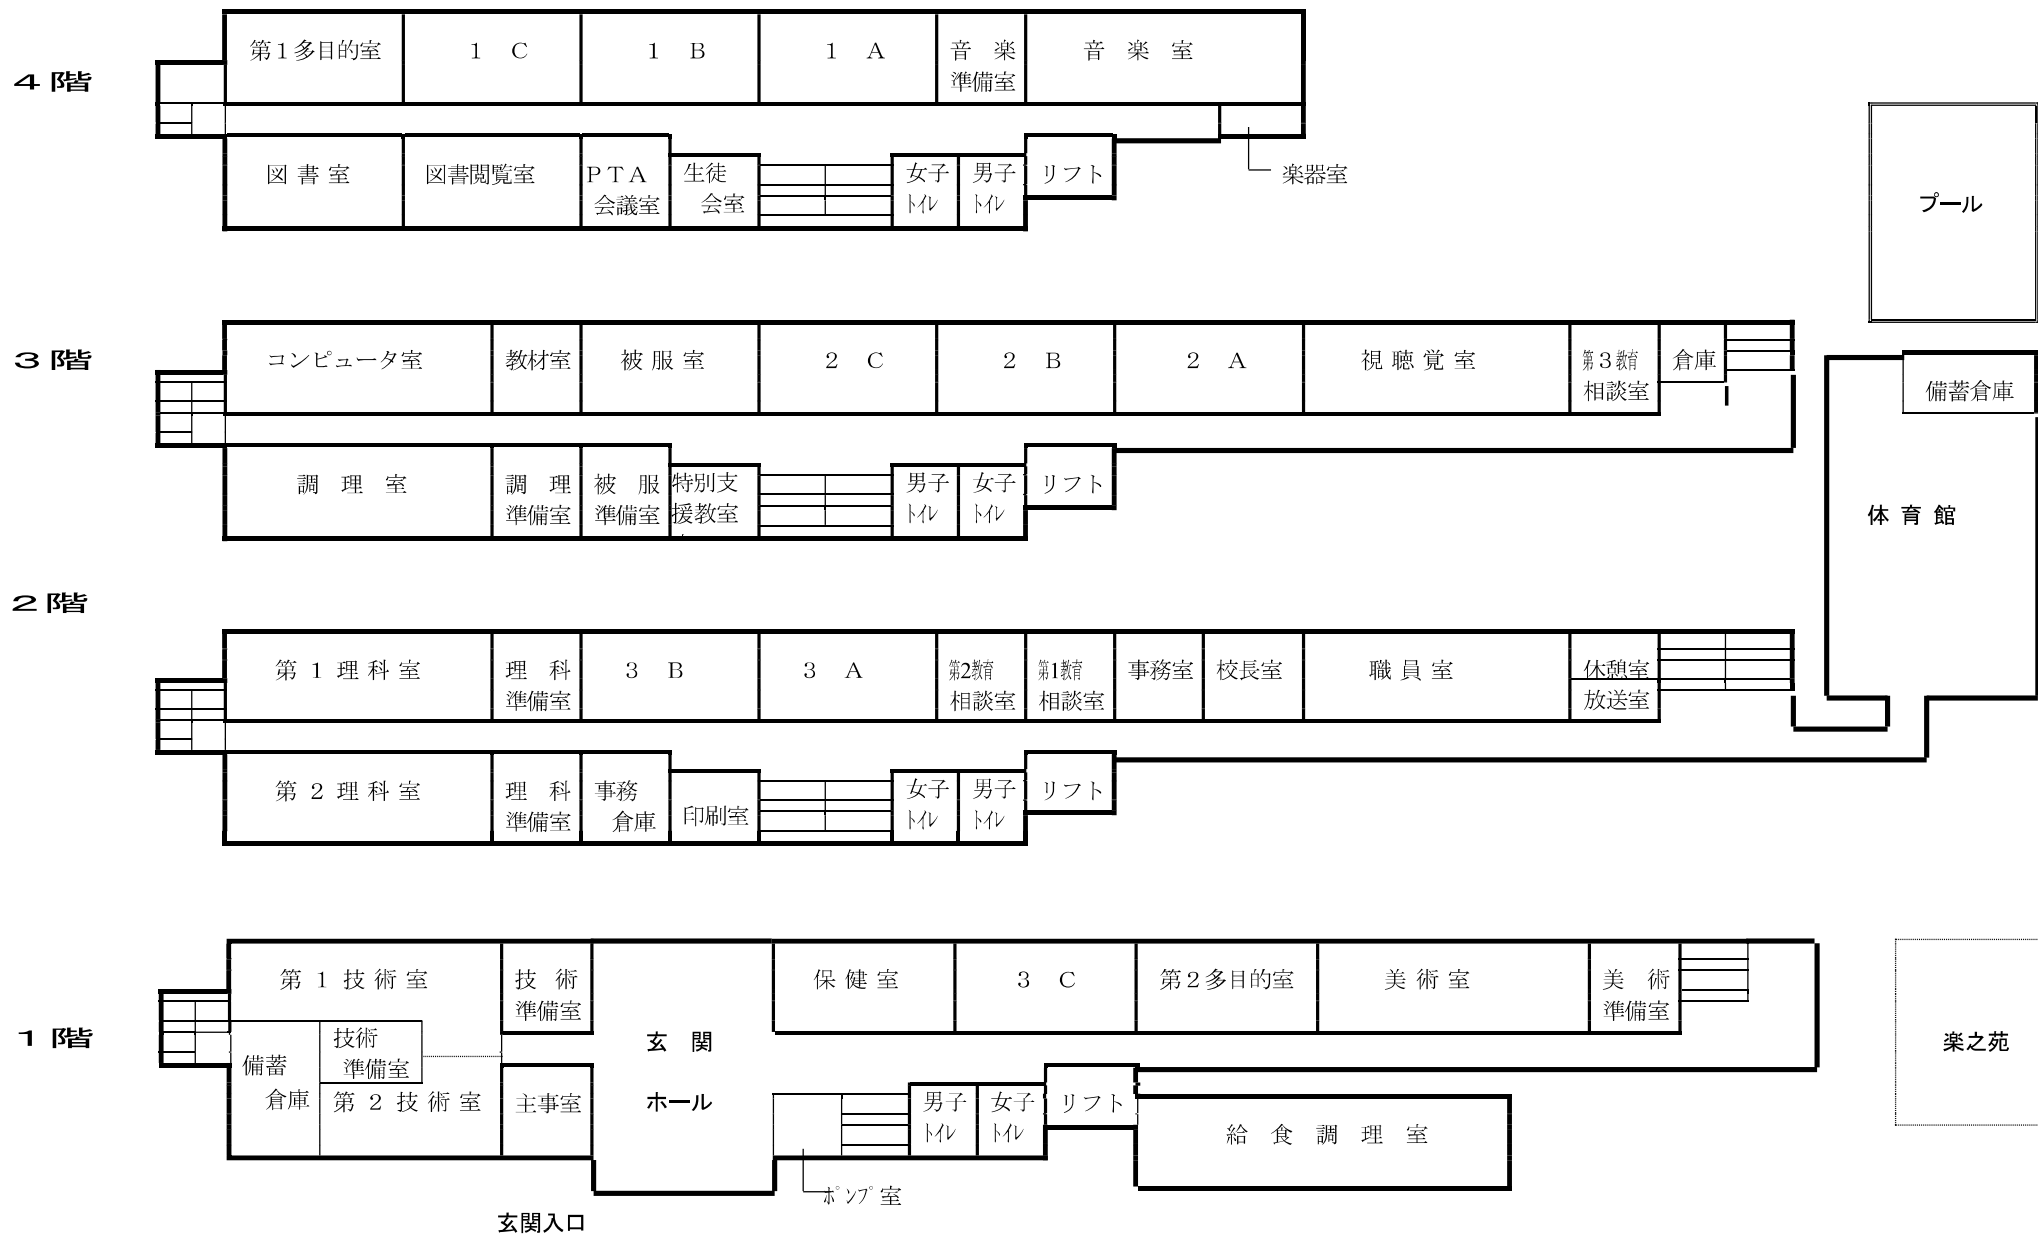 4階
第1多目的室
1 C
1 B
1 A
音楽
準備室
音楽室
図書室
図書閲覧室
PTA
会議室
生徒
会室
女子
トイレ
男子
トイレ
リフト
楽器室
プール
3階
コンピュータ室
教材室
被服室
2 C
2 B
2 A
視聴覚室
第3教育
相談室
倉庫
調理室
調理
準備室
被服
準備室
特別支
援教室
男子
トイレ
女子
トイレ
リフト
備蓄倉庫
体育館
2階
第1理科室
理科
準備室
3 B
3 A
第2教育
相談室
第1教育
相談室
事務室
校長室
職員室
休憩室
放送室
第2理科室
理科
準備室
事務
倉庫
印刷室
女子
トイレ
男子
トイレ
リフト
1階
第1技術室
技術
準備室
玄関
ホール
保健室
3 C
第2多目的室
美術室
美術
準備室
備蓄
倉庫
技術
準備室
第2技術室
主事室
男子
トイレ
女子
トイレ
リフト
給食調理室
ポンプ室
玄関入口
楽之苑